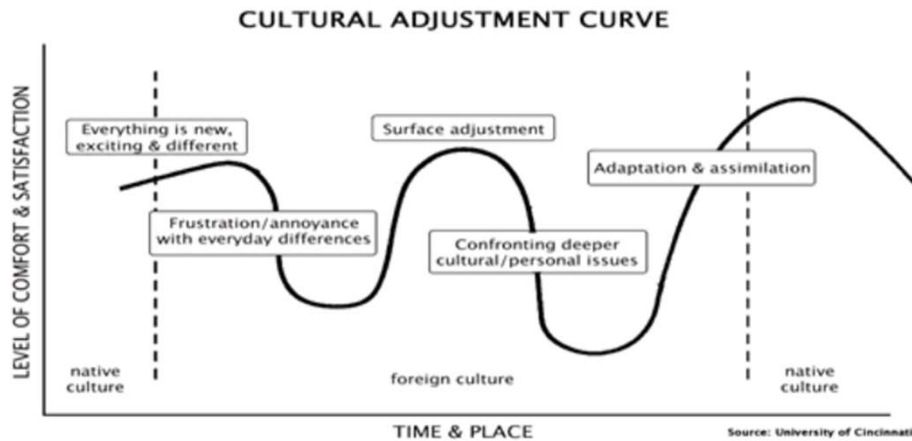 CULTURAL ADJUSTMENT CURVE
LEVEL OF COMFORT & SATISFACTION
Everything is new,
exciting & different
Frustration/annoyance
with everyday differences
Surface adjustment
Confronting deeper
cultural/personal issues
Adaptation & assimilation
native
culture
foreign culture
native
culture
TIME & PLACE
Source: University of Cincinnati